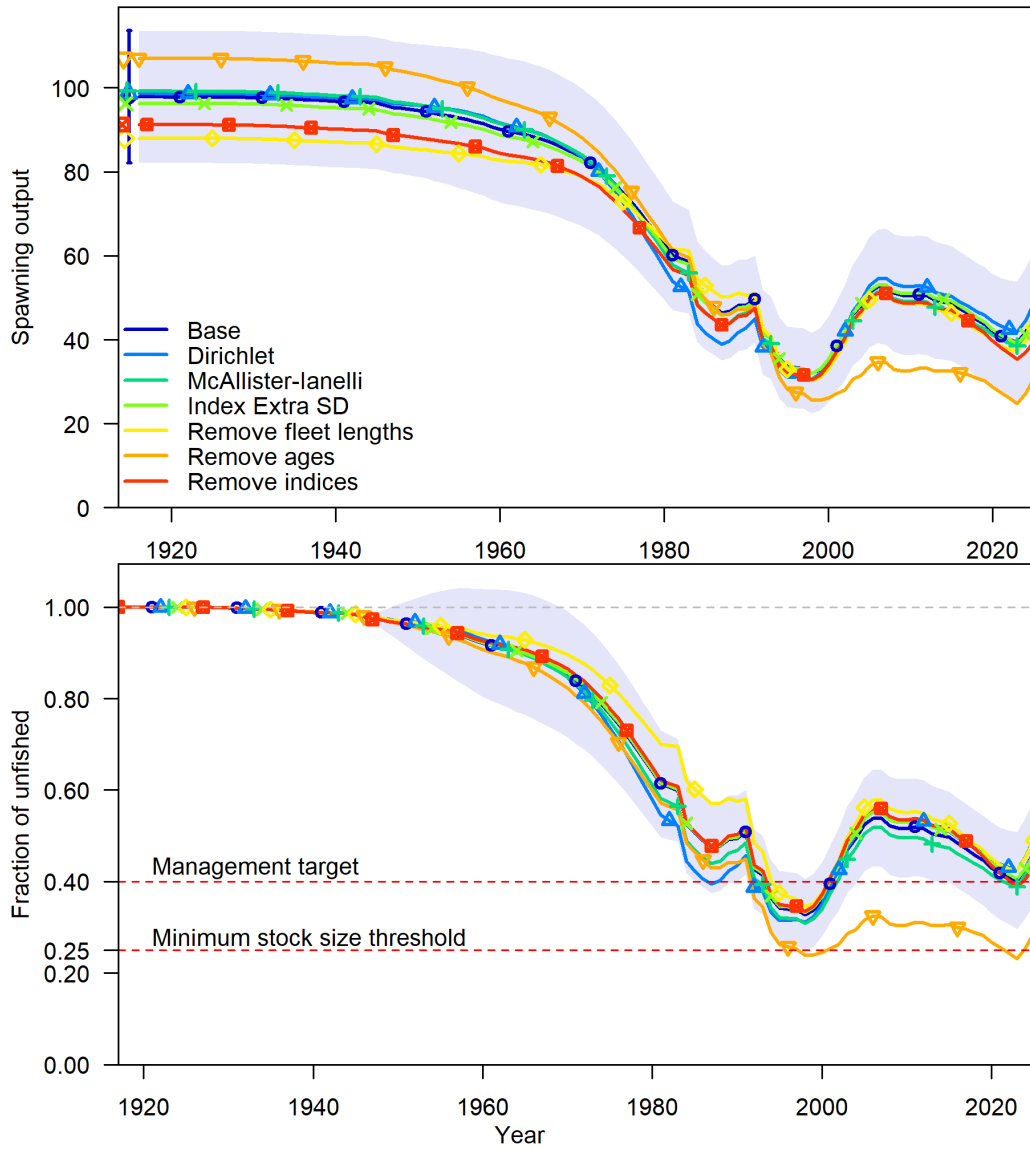 Spawning output
100
80
60
40
20
0
Base
Dirichlet
McAllister-Ianelli
Index Extra SD
Remove fleet lengths
Remove ages
Remove indices
1920 1940 1960 1980 2000 2020
Fraction of unfished
1.00
0.80
0.60
0.40
0.25
0.20
0.00
Management target
Minimum stock size threshold
1920 1940 1960 1980 2000 2020
Year